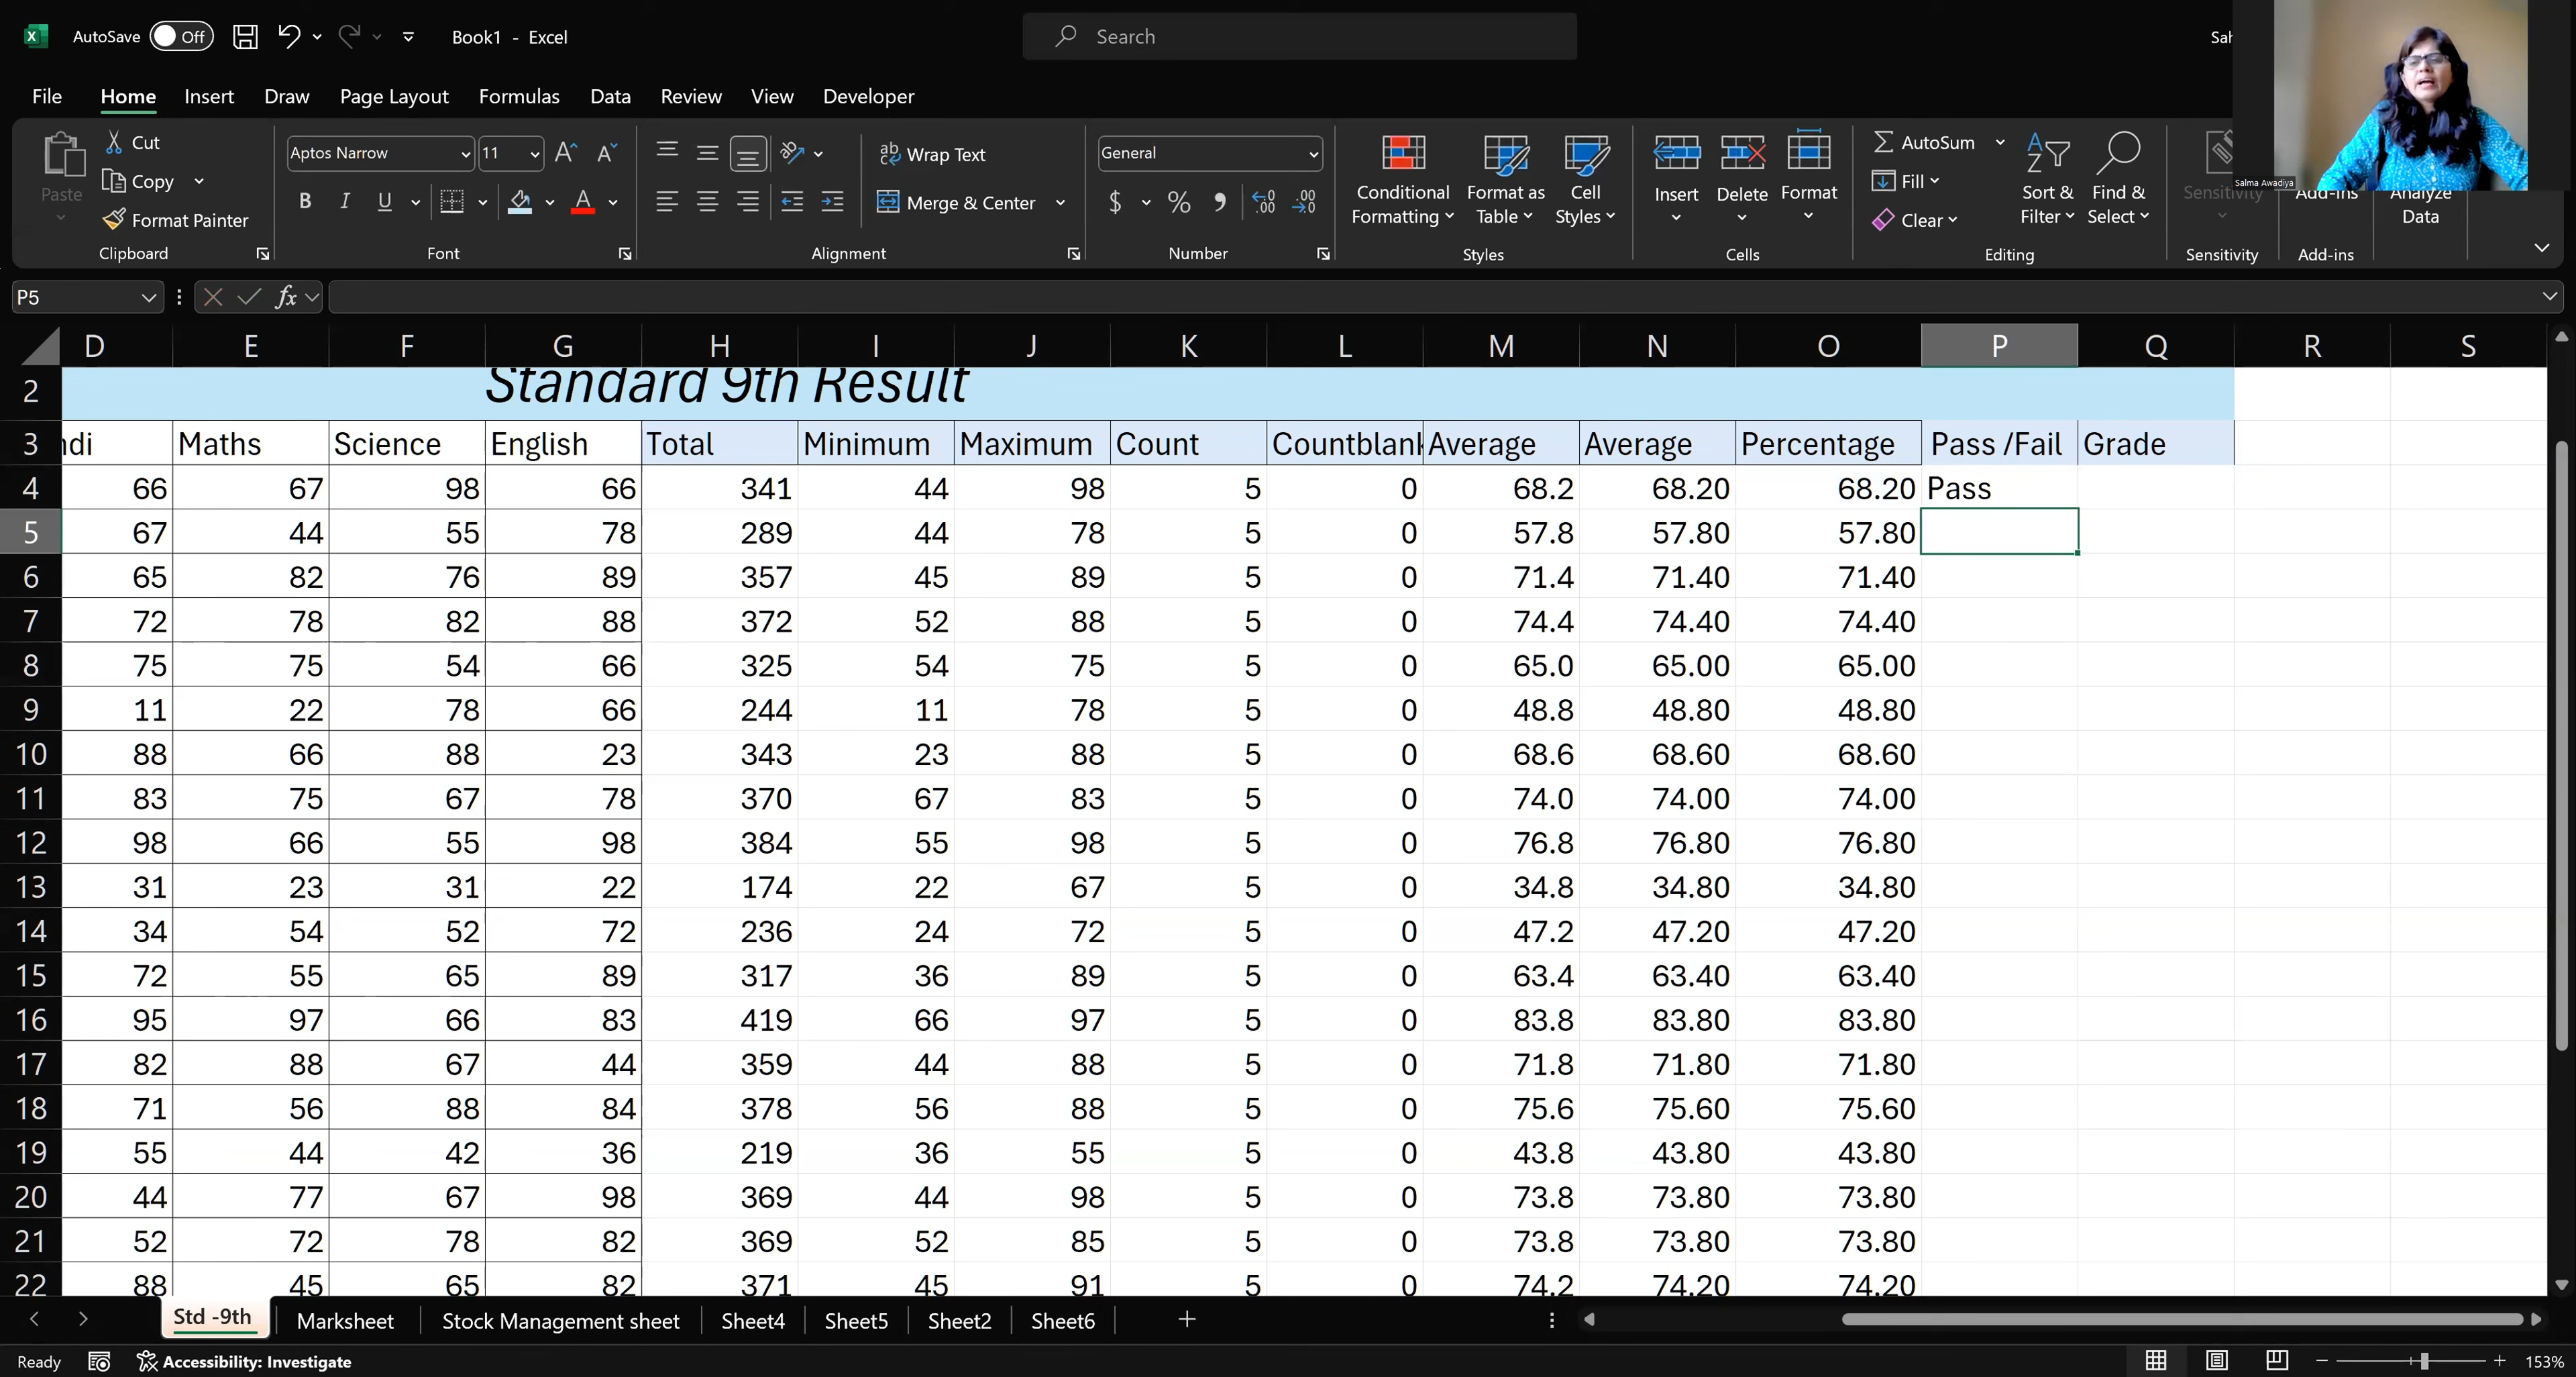 AutoSave Off Book1 - Excel Search Sah
File Home Insert Draw Page Layout Formulas Data Review View Developer
Paste Cut Copy Format Painter Clipboard
Aptos Narrow 11 B I U A Font
Wrap Text Merge & Center Alignment
General $ % Number
Conditional Formatting Format as Table Cell Styles Styles
Insert Delete Format Cells
AutoSum Fill Clear Sort & Filter Find & Select Editing
Sensitivity Sensitivity
Add-ins Add-ins
Analyze Data
Salma Awadiya
P5 fx
D E F G H I J K L M N O P Q R S
2 Standard 9th Result
3 ndi Maths Science English Total Minimum Maximum Count Countblank Average Average Percentage Pass /Fail Grade
4 66 67 98 66 341 44 98 5 0 68.2 68.20 68.20 Pass
5 67 44 55 78 289 44 78 5 0 57.8 57.80 57.80
6 65 82 76 89 357 45 89 5 0 71.4 71.40 71.40
7 72 78 82 88 372 52 88 5 0 74.4 74.40 74.40
8 75 75 54 66 325 54 75 5 0 65.0 65.00 65.00
9 11 22 78 66 244 11 78 5 0 48.8 48.80 48.80
10 88 66 88 23 343 23 88 5 0 68.6 68.60 68.60
11 83 75 67 78 370 67 83 5 0 74.0 74.00 74.00
12 98 66 55 98 384 55 98 5 0 76.8 76.80 76.80
13 31 23 31 22 174 22 67 5 0 34.8 34.80 34.80
14 34 54 52 72 236 24 72 5 0 47.2 47.20 47.20
15 72 55 65 89 317 36 89 5 0 63.4 63.40 63.40
16 95 97 66 83 419 66 97 5 0 83.8 83.80 83.80
17 82 88 67 44 359 44 88 5 0 71.8 71.80 71.80
18 71 56 88 84 378 56 88 5 0 75.6 75.60 75.60
19 55 44 42 36 219 36 55 5 0 43.8 43.80 43.80
20 44 77 67 98 369 44 98 5 0 73.8 73.80 73.80
21 52 72 78 82 369 52 85 5 0 73.8 73.80 73.80
22 88 45 65 82 371 45 91 5 0 74.2 74.20 74.20
Std -9th Marksheet Stock Management sheet Sheet4 Sheet5 Sheet2 Sheet6
Ready Accessibility: Investigate 153%